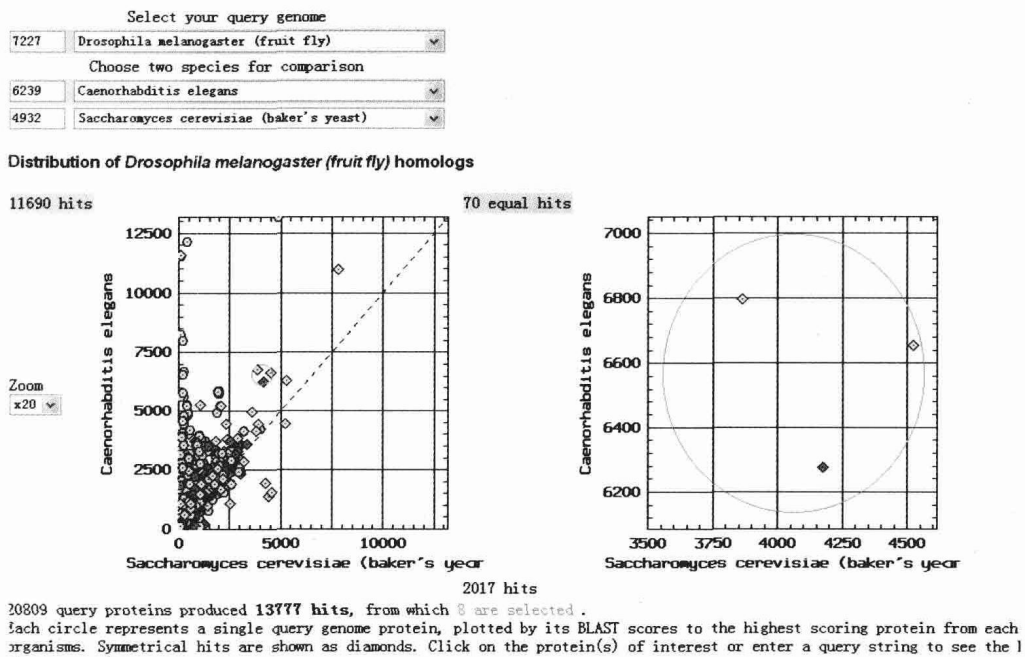 Select your query genome
7227 Drosophila melanogaster (fruit fly)
Choose two species for comparison
6239 Caenorhabditis elegans
4932 Saccharomyces cerevisiae (baker's yeast)
Distribution of Drosophila melanogaster (fruit fly) homologs
11690 hits 70 equal hits
12500
10000
7500
5000
2500
0
Caenorhabditis elegans
0 5000 10000
Saccharomyces cerevisiae (baker's year
Zoom
x20
7000
6800
6600
6400
6200
Caenorhabditis elegans
3500 3750 4000 4250 4500
Saccharomyces cerevisiae (baker's year
2017 hits
20809 query proteins produced 13777 hits, from which 8 are selected .
Each circle represents a single query genome protein, plotted by its BLAST scores to the highest scoring protein from each
organisms. Symmetrical hits are shown as diamonds. Click on the protein(s) of interest or enter a query string to see the